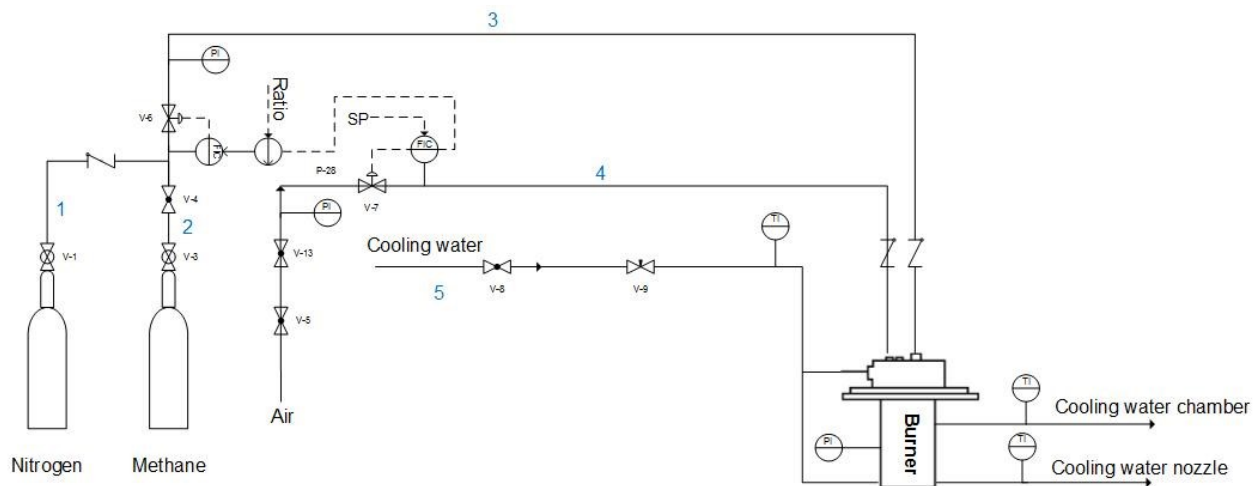 3
PI
Ratio
V-6
SP
FIC
FIC
P-28
4
V-4
V-7
1
2
PI
TI
Cooling water
V-1
V-3
V-13
5
V-8
V-9
V-5
Air
TI
Cooling water chamber
Burner
PI
TI
Nitrogen
Methane
Cooling water nozzle